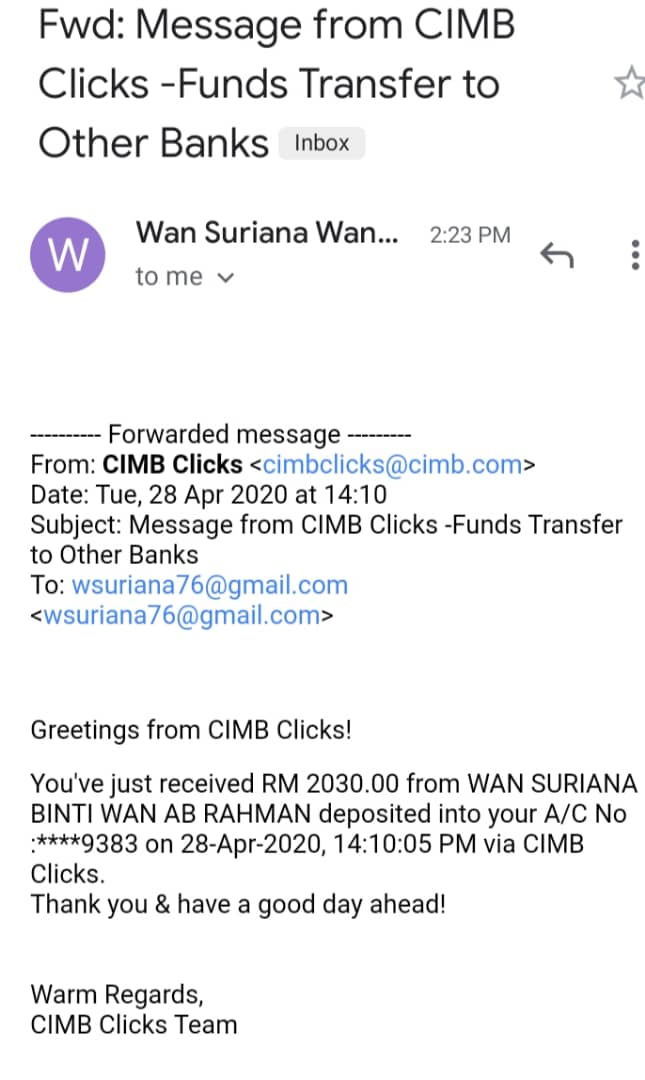 Fwd: Message from CIMB
Clicks -Funds Transfer to
Other Banks Inbox
W
Wan Suriana Wan... 2:23 PM
to me
---------- Forwarded message ---------
From: CIMB Clicks <cimbclicks@cimb.com>
Date: Tue, 28 Apr 2020 at 14:10
Subject: Message from CIMB Clicks -Funds Transfer
to Other Banks
To: wsuriana76@gmail.com
<wsuriana76@gmail.com>
Greetings from CIMB Clicks!
You've just received RM 2030.00 from WAN SURIANA
BINTI WAN AB RAHMAN deposited into your A/C No
:****9383 on 28-Apr-2020, 14:10:05 PM via CIMB
Clicks.
Thank you & have a good day ahead!
Warm Regards,
CIMB Clicks Team